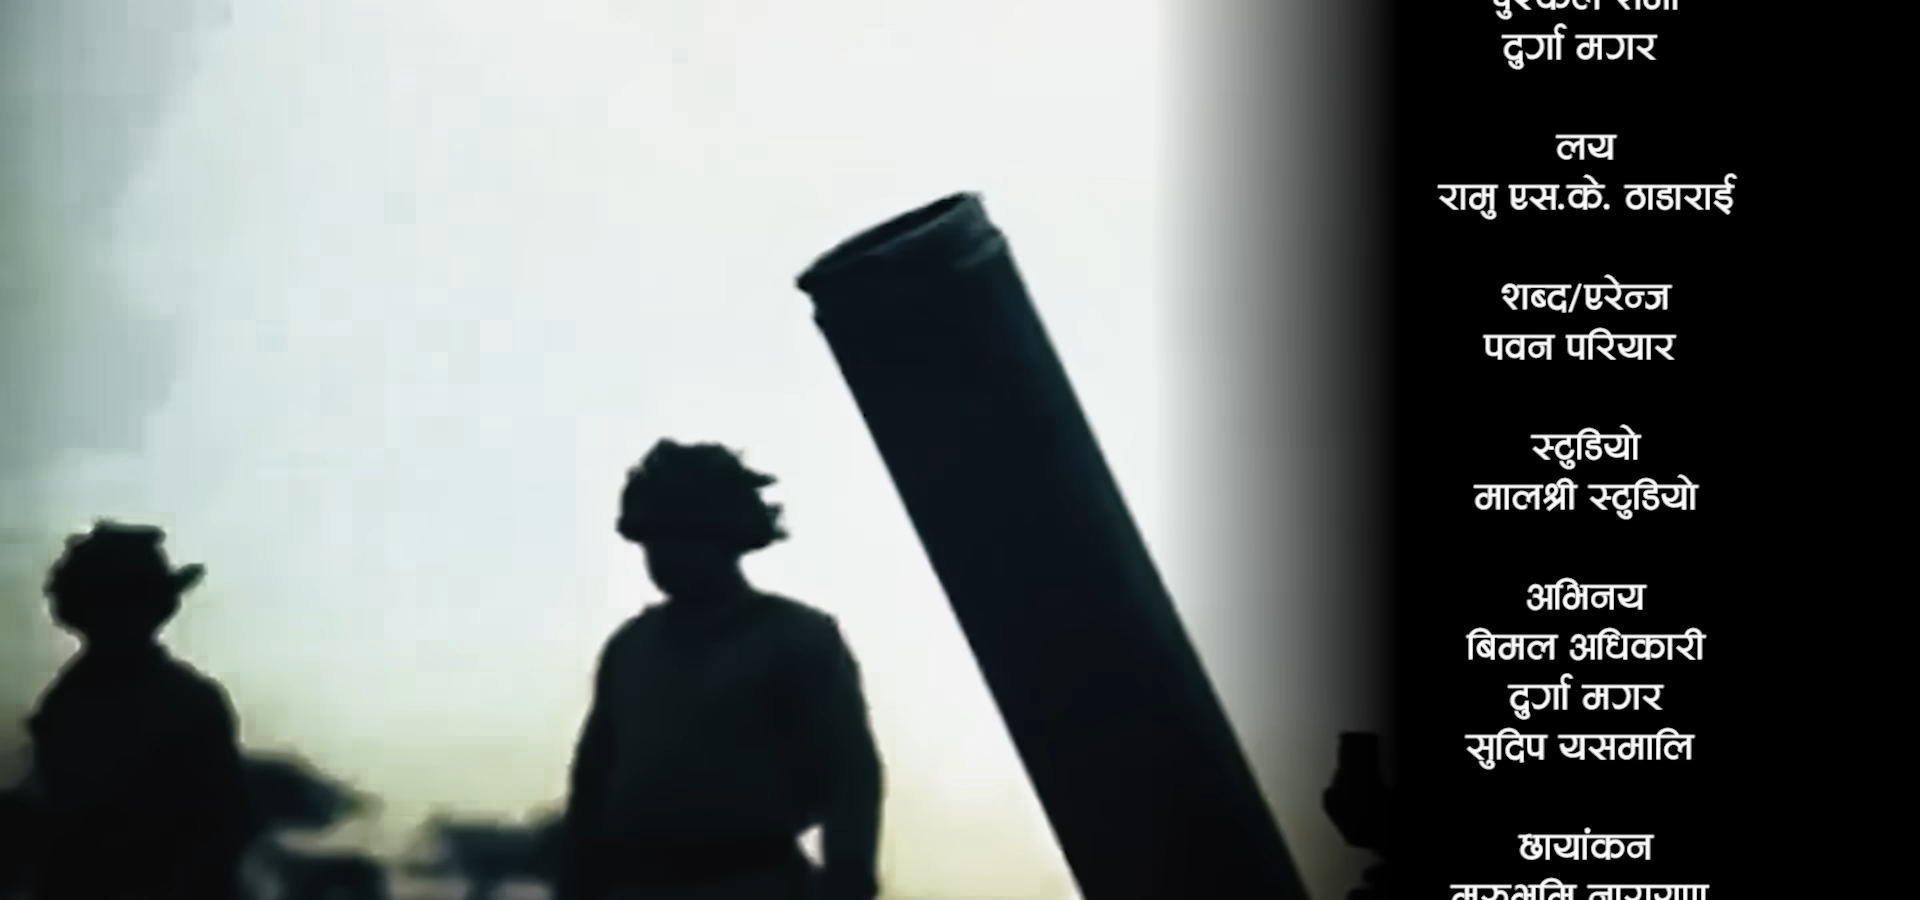 दुर्गा मगर
लय
रामु एस.के. ठाडाराई
शब्द/एरेन्ज
पवन परियार
स्टुडियो
मालश्री स्टुडियो
अभिनय
बिमल अधिकारी
दुर्गा मगर
सुदिप यसमालि
छायांकन